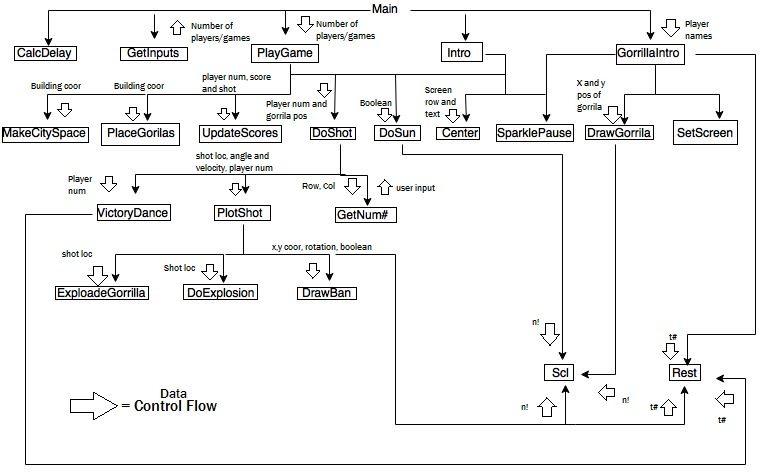 Main
Number of
players/games
Number of
players/games
Player
names
CalcDelay
GetInputs
PlayGame
Intro
GorrillaIntro
Building coor
Building coor
player num, score
and shot
Player num and
gorrila pos
Boolean
Screen
row and
text
X and y
pos of
gorrila
MakeCitySpace
PlaceGorilas
UpdateScores
DoShot
DoSun
Center
SparklePause
DrawGorrila
SetScreen
shot loc, angle and
velocity, player num
Player
num
Row, Col
user input
VictoryDance
PlotShot
GetNum#
shot loc
Shot loc
x,y coor, rotation, boolean
ExploadeGorrilla
DoExplosion
DrawBan
n!
t#
Scl
Rest
Data
= Control Flow
n!
n!
t#
t#